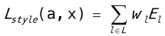 L_style(a,x) = ∑_{l∈L} w_l E_l